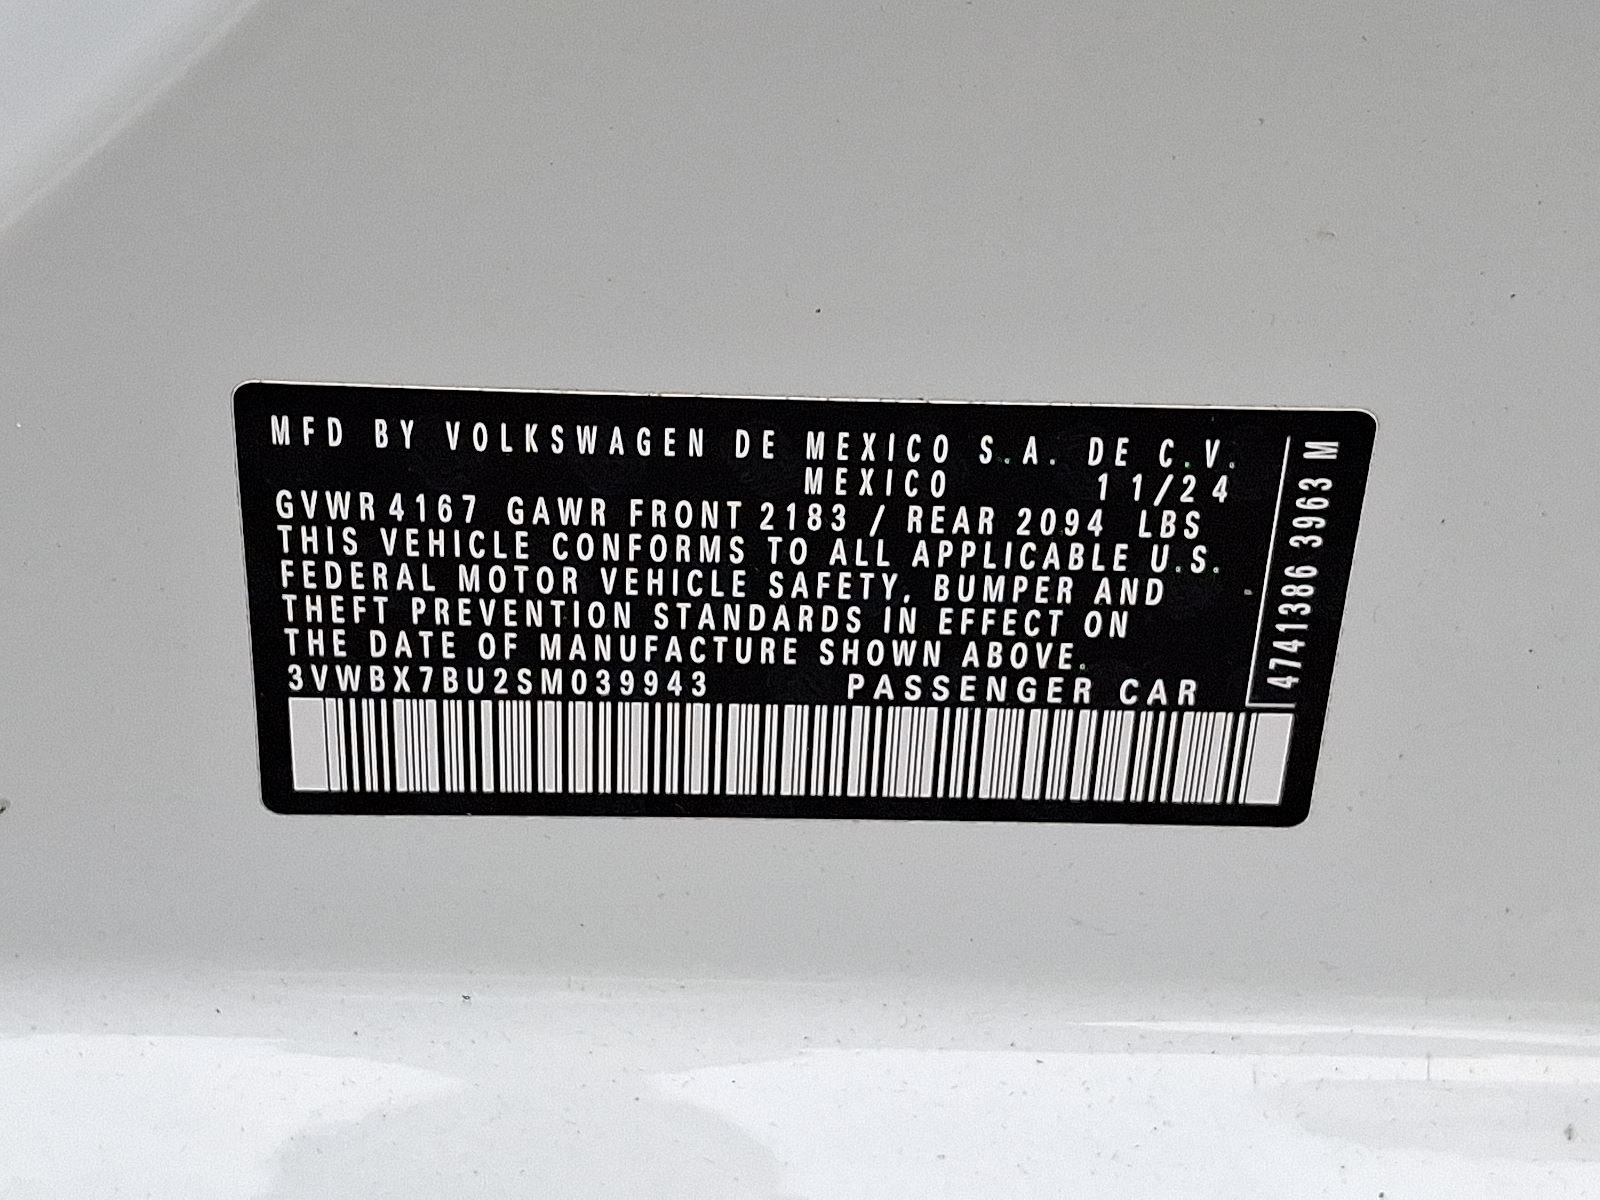 MFD BY VOLKSWAGEN DE MEXICO S.A. DE C.V.
MEXICO 11/24
GVWR 4167 GAWR FRONT 2183 / REAR 2094 LBS
THIS VEHICLE CONFORMS TO ALL APPLICABLE U.S.
FEDERAL MOTOR VEHICLE SAFETY, BUMPER AND
THEFT PREVENTION STANDARDS IN EFFECT ON
THE DATE OF MANUFACTURE SHOWN ABOVE.
3VWBX7BU2SM039943 PASSENGER CAR
4741386 3963 M